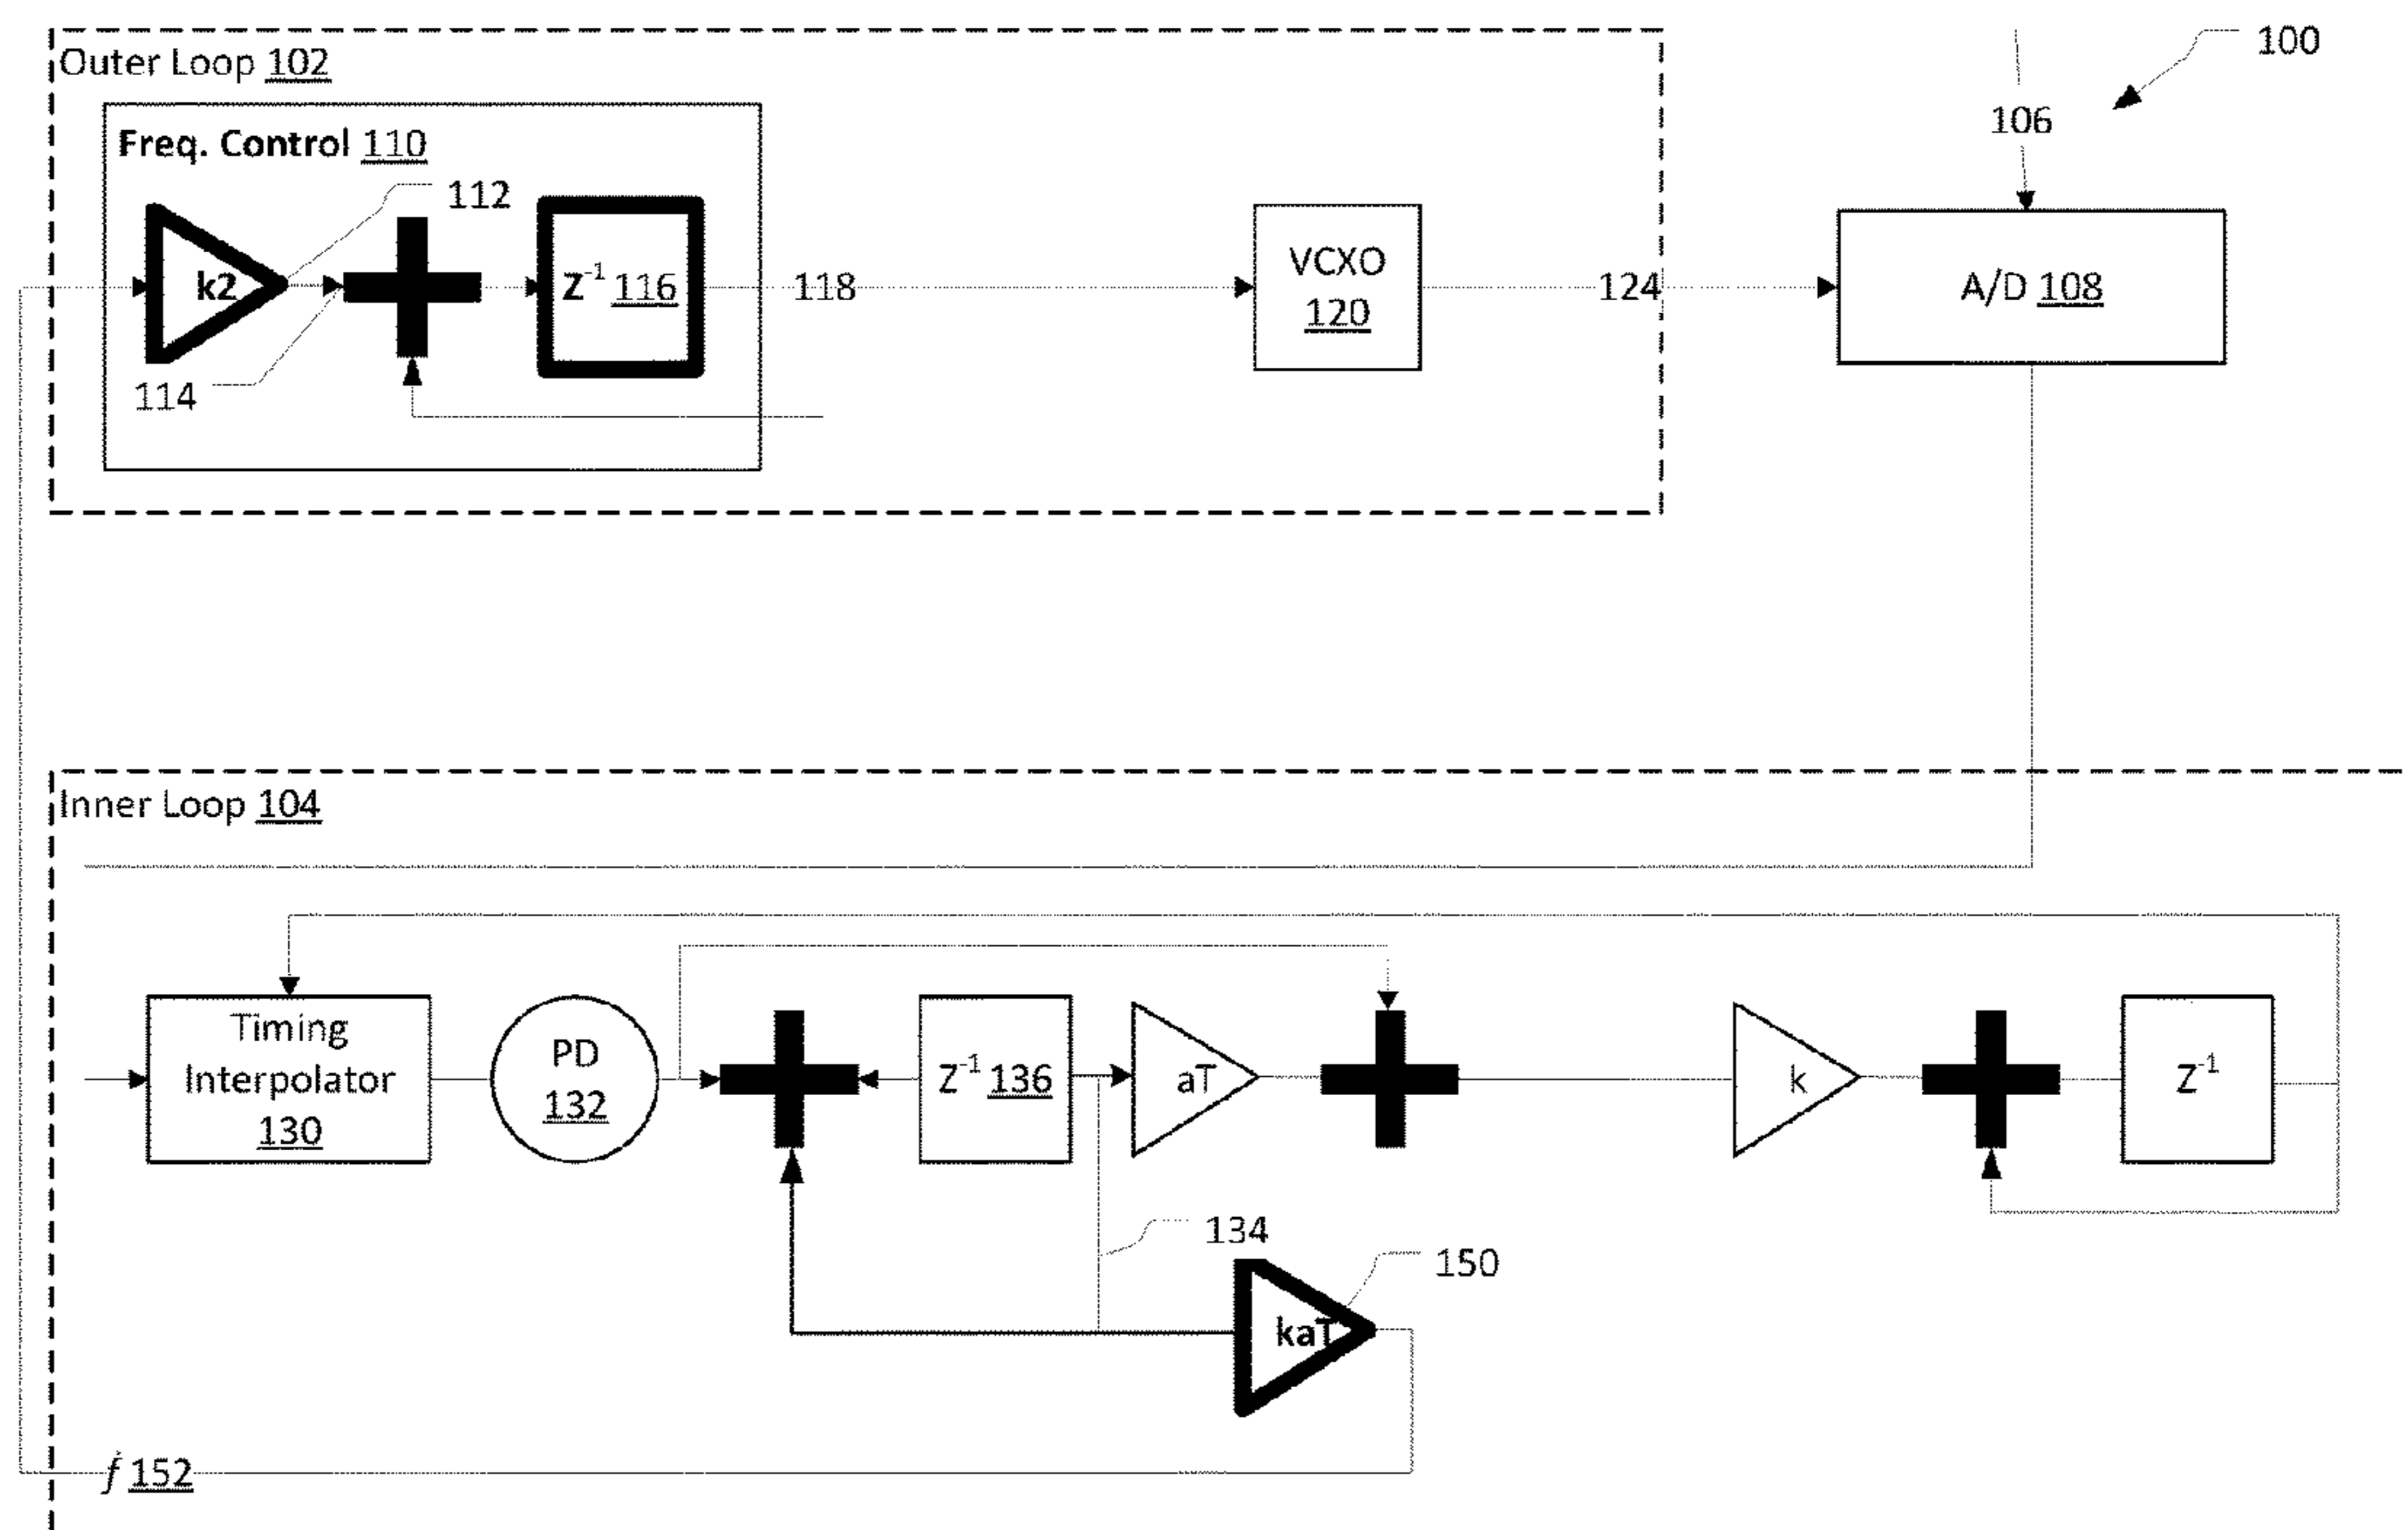 100
Outer Loop 102
106
Freq. Control 110
112
k2
Z-1 116
118
VCXO
120
124
A/D 108
114
Inner Loop 104
Timing
Interpolator
130
PD
132
Z-1 136
aT
k
Z-1
134
150
kaT
f 152